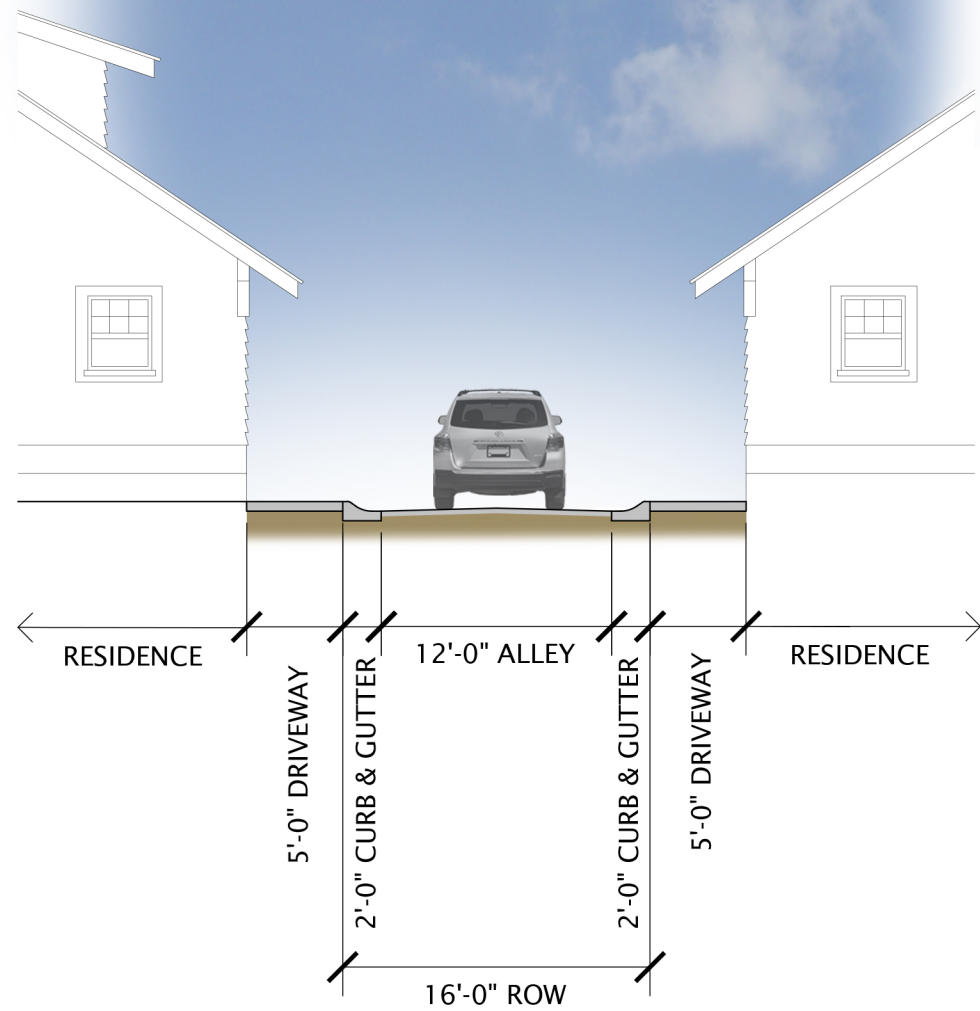 RESIDENCE
12'-0" ALLEY
RESIDENCE
5'-0" DRIVEWAY
2'-0" CURB & GUTTER
2'-0" CURB & GUTTER
5'-0" DRIVEWAY
16'-0" ROW